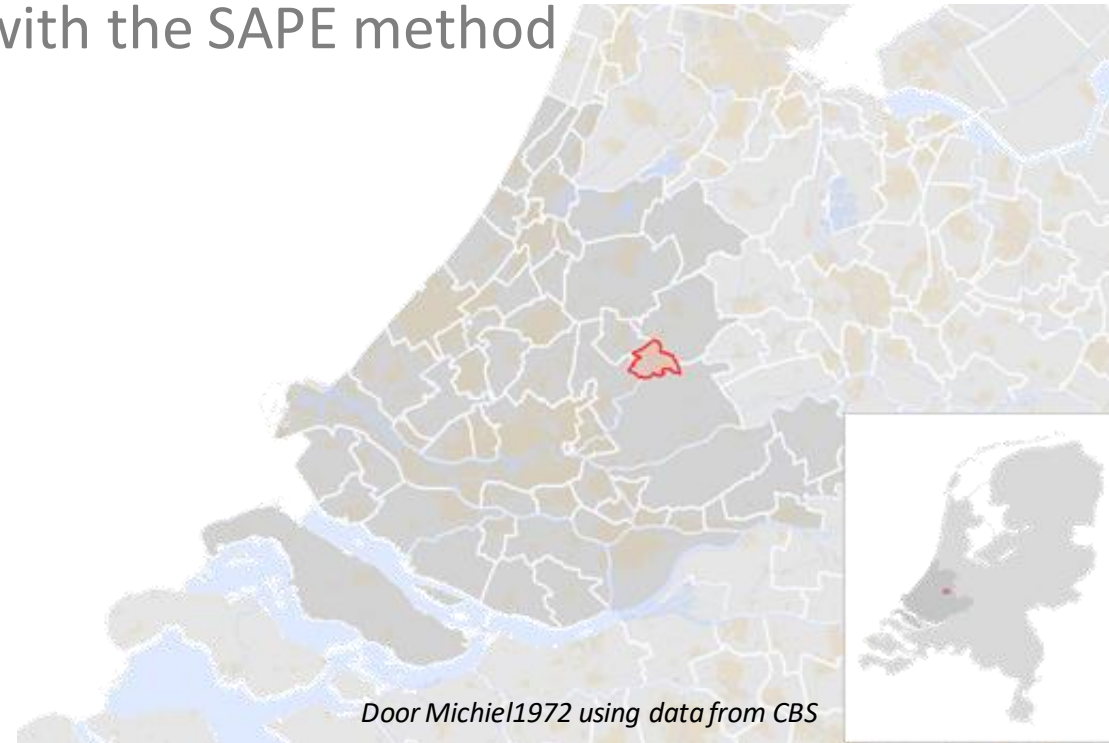 with the SAPE method
Door Michiel1972 using data from CBS